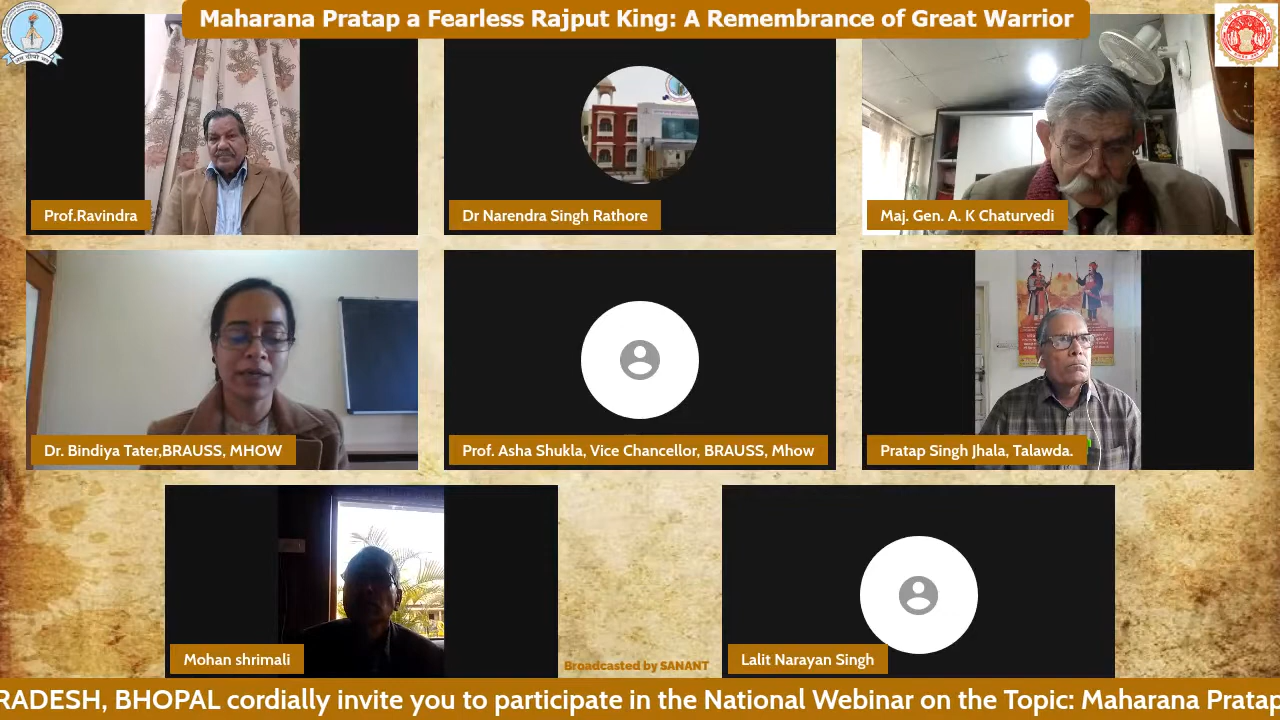 Maharana Pratap a Fearless Rajput King: A Remembrance of Great Warrior
Prof.Ravindra
Dr Narendra Singh Rathore
Maj. Gen. A. K Chaturvedi
Dr. Bindiya Tater,BRAUSS, MHOW
Prof. Asha Shukla, Vice Chancellor, BRAUSS, Mhow
Pratap Singh Jhala, Talawda.
Mohan shrimali
Broadcasted by SANANT
Lalit Narayan Singh
RADESH, BHOPAL cordially invite you to participate in the National Webinar on the Topic: Maharana Pratap